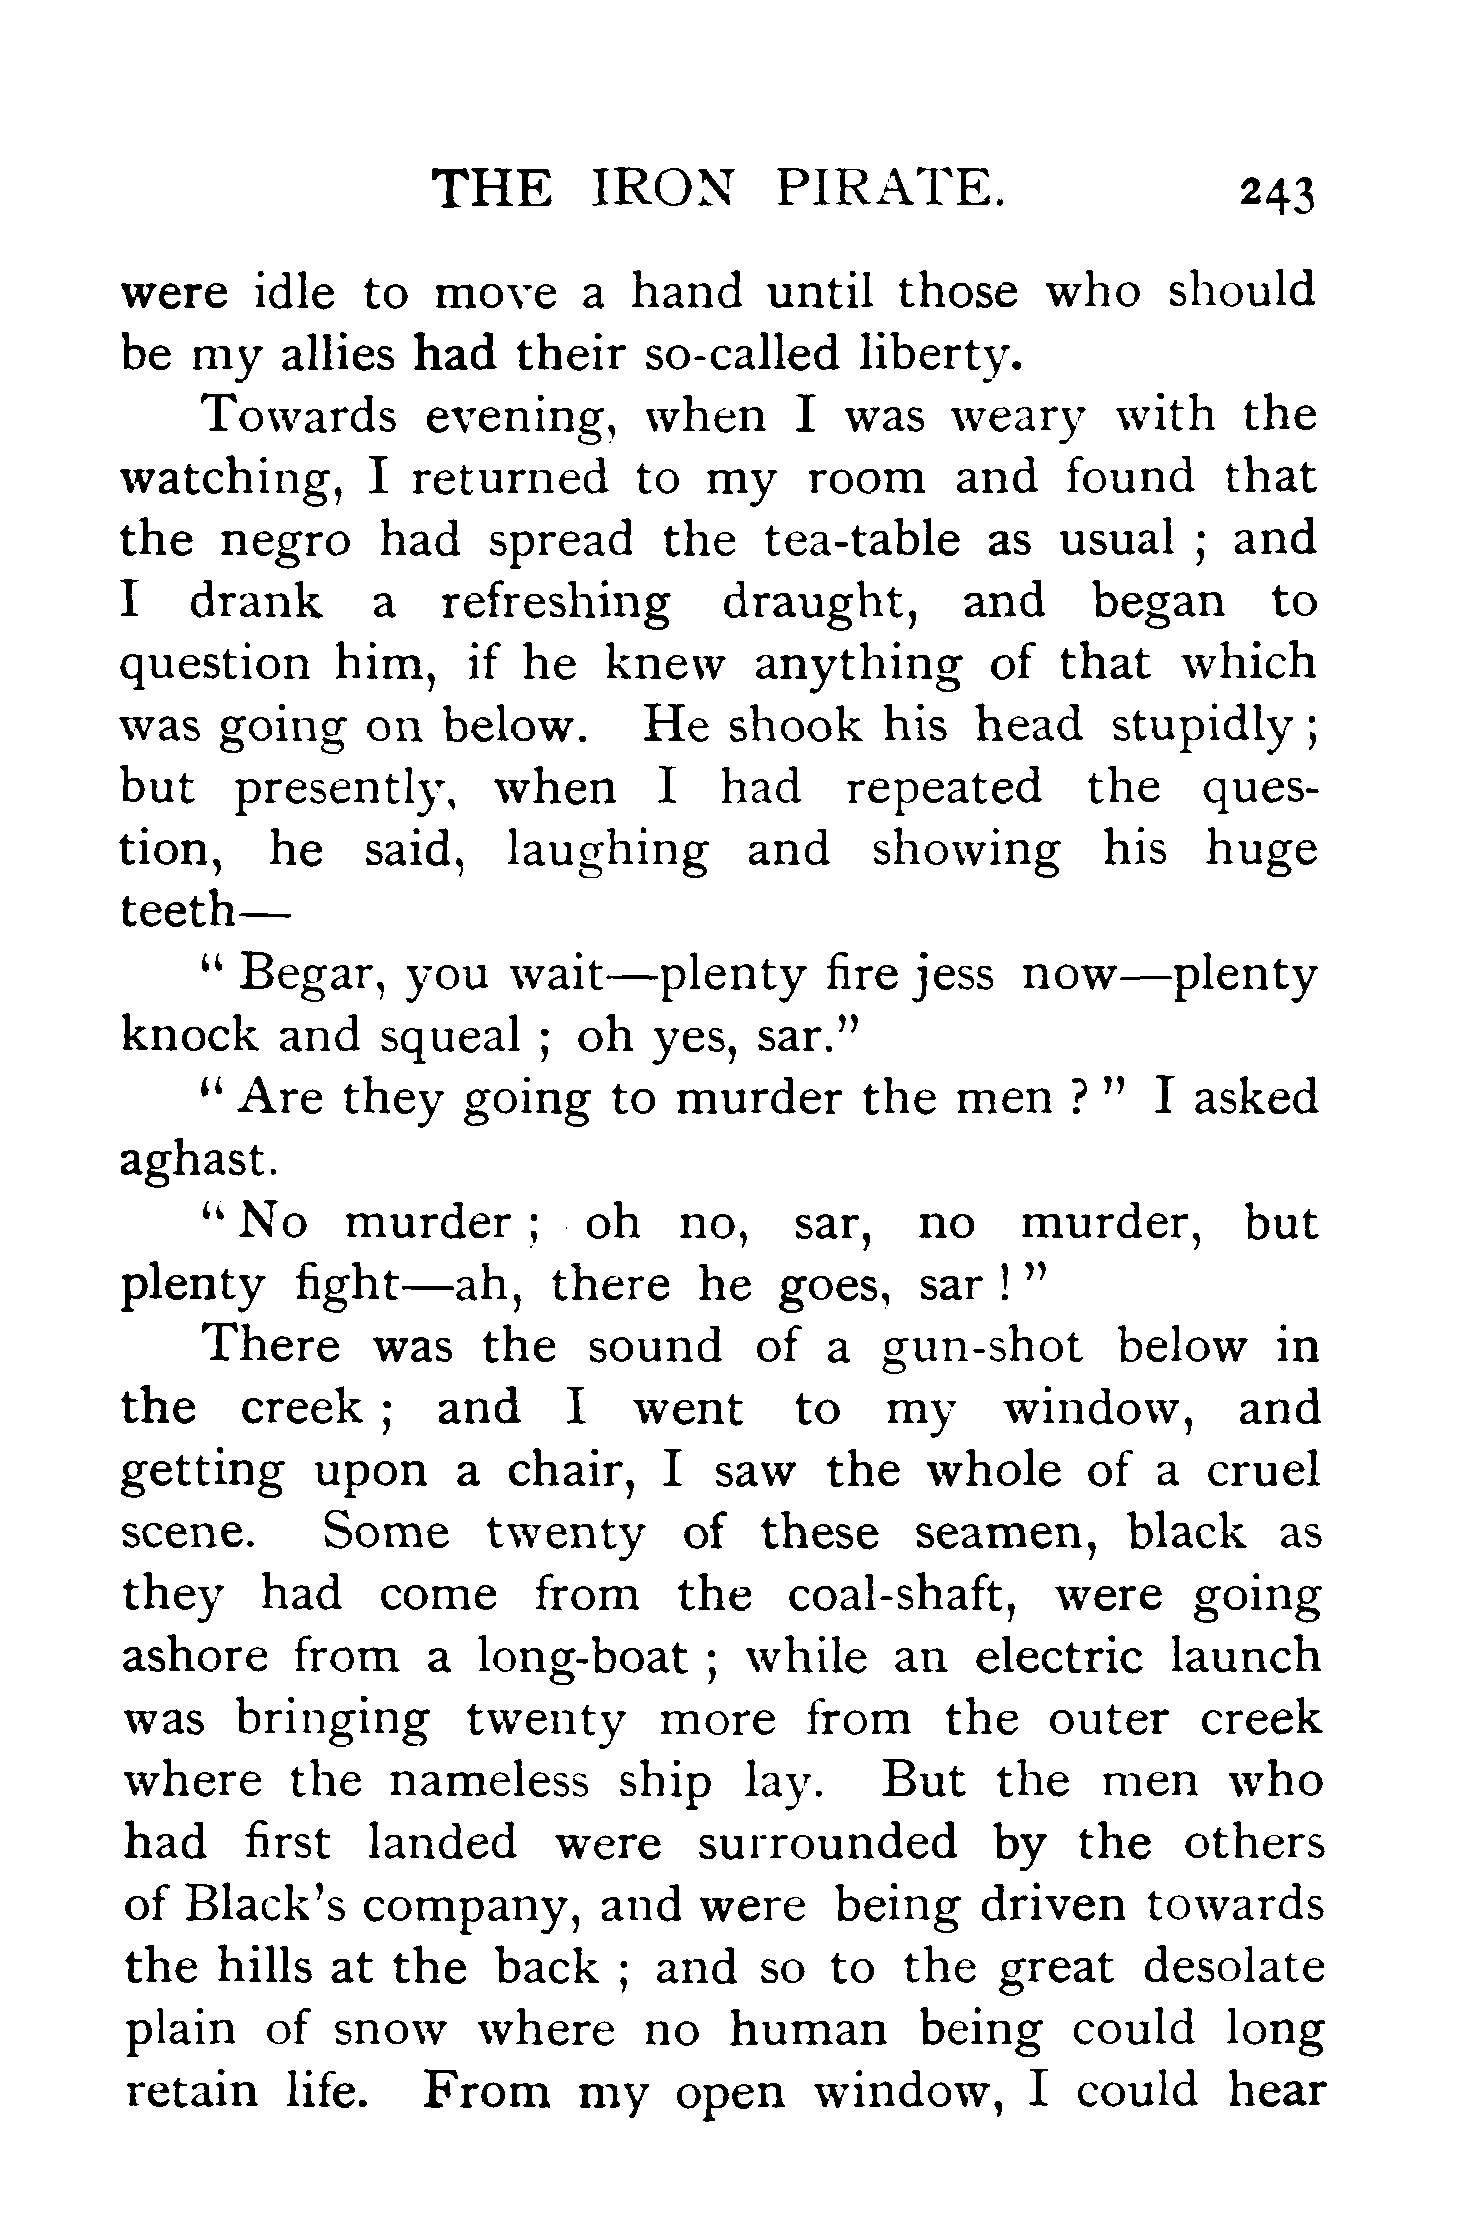 THE IRON PIRATE. 243
were idle to move a hand until those who should
be my allies had their so-called liberty.
Towards evening, when I was weary with the
watching, I returned to my room and found that
the negro had spread the tea-table as usual ; and
I drank a refreshing draught, and began to
question him, if he knew anything of that which
was going on below. He shook his head stupidly ;
but presently, when I had repeated the ques-
tion, he said, laughing and showing his huge
teeth—
“ Begar, you wait—plenty fire jess now—plenty
knock and squeal ; oh yes, sar.”
“ Are they going to murder the men ? ” I asked
aghast.
“ No murder ; oh no, sar, no murder, but
plenty fight—ah, there he goes, sar ! ”
There was the sound of a gun-shot below in
the creek ; and I went to my window, and
getting upon a chair, I saw the whole of a cruel
scene. Some twenty of these seamen, black as
they had come from the coal-shaft, were going
ashore from a long-boat ; while an electric launch
was bringing twenty more from the outer creek
where the nameless ship lay. But the men who
had first landed were surrounded by the others
of Black’s company, and were being driven towards
the hills at the back ; and so to the great desolate
plain of snow where no human being could long
retain life. From my open window, I could hear